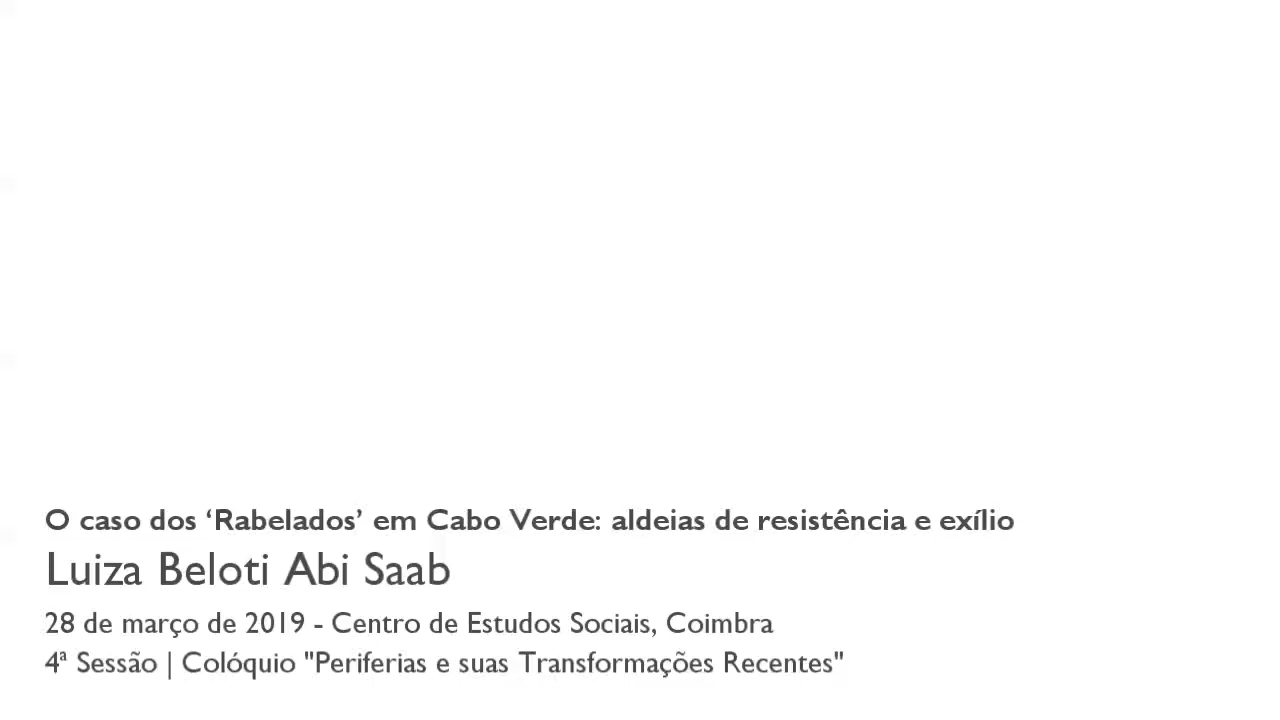 O caso dos ‘Rabelados’ em Cabo Verde: aldeias de resistência e exílio
Luiza Beloti Abi Saab
28 de março de 2019 - Centro de Estudos Sociais, Coimbra
4ª Sessão | Colóquio "Periferias e suas Transformações Recentes"